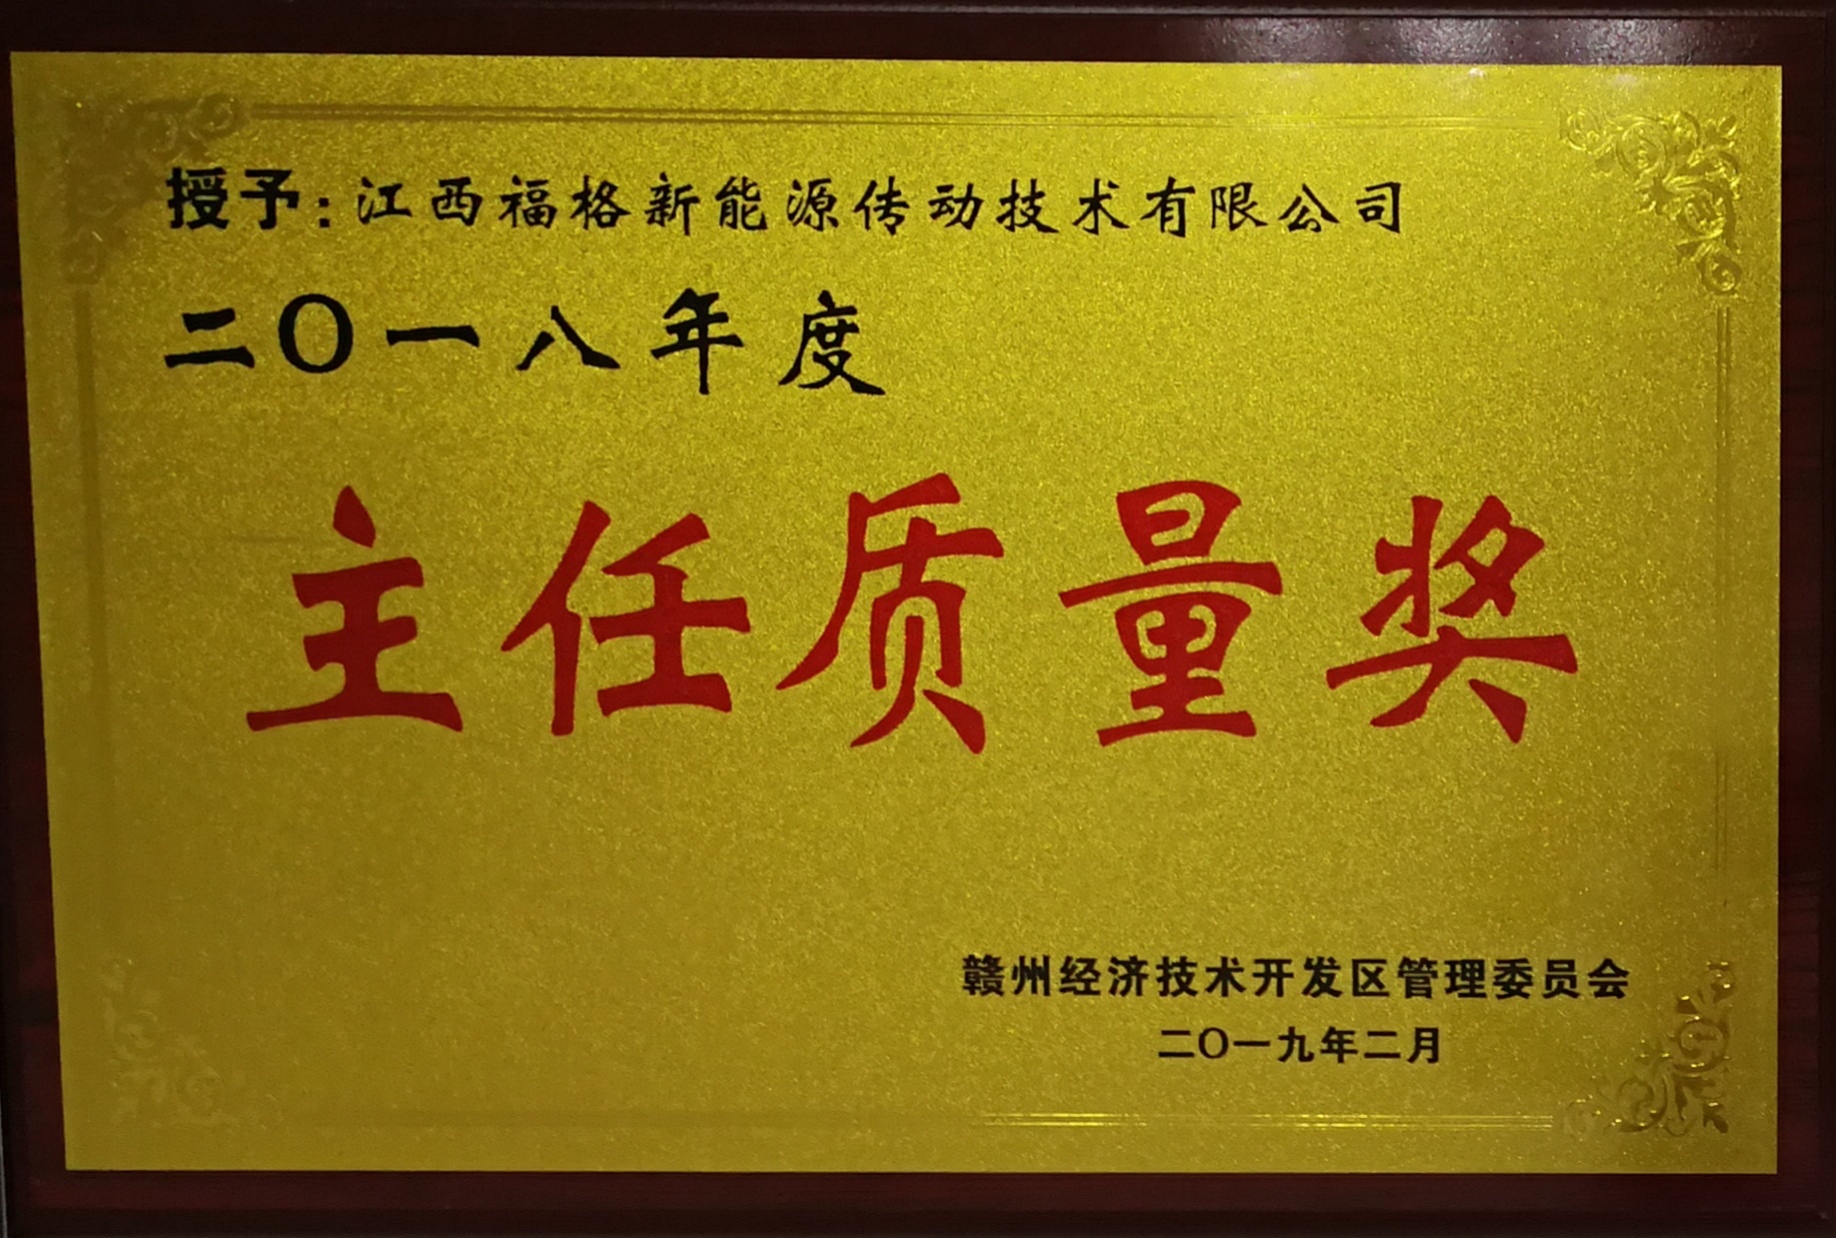 授予:江西福格新能源传动技术有限公司
二〇一八年度
主任质量奖
赣州经济技术开发区管理委员会
二〇一九年二月